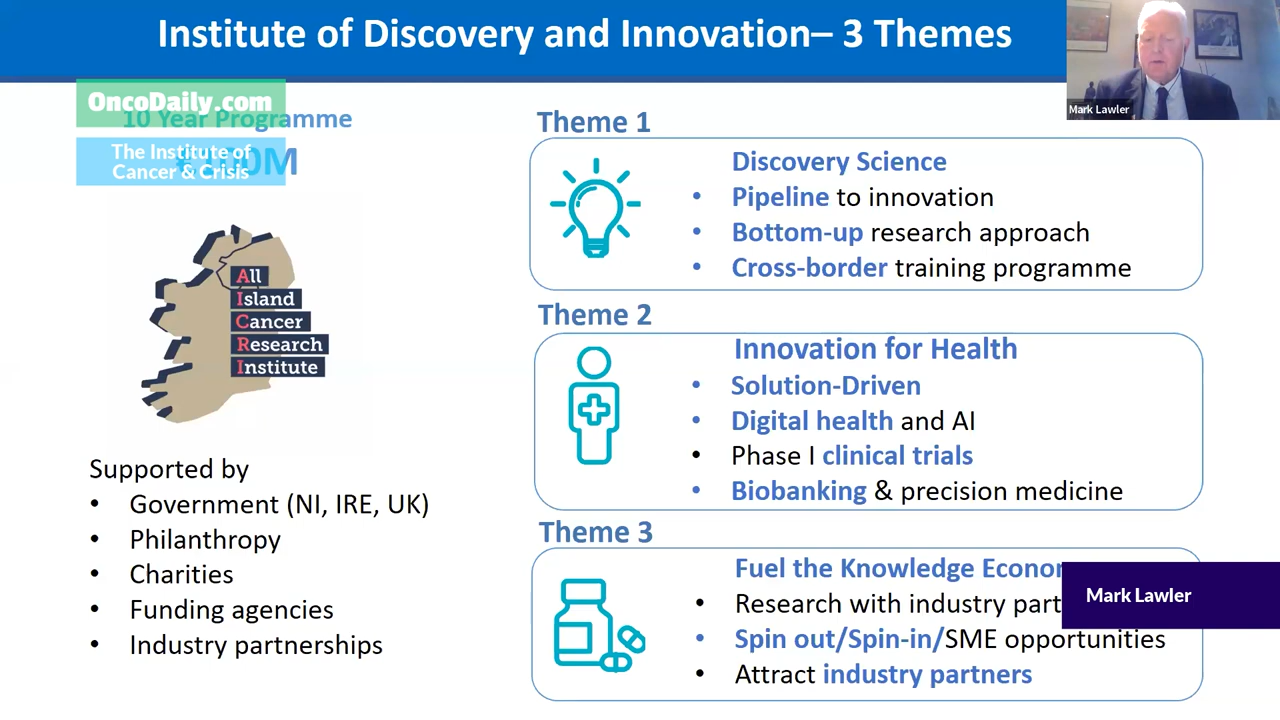 Institute of Discovery and Innovation– 3 Themes
Mark Lawler
OncoDaily.com
10 Year Programme
The Institute of
Cancer & Crisis
All
Island
Cancer
Research
Institute
Supported by
• Government (NI, IRE, UK)
• Philanthropy
• Charities
• Funding agencies
• Industry partnerships
Theme 1
Discovery Science
• Pipeline to innovation
• Bottom-up research approach
• Cross-border training programme
Theme 2
Innovation for Health
• Solution-Driven
• Digital health and AI
• Phase I clinical trials
• Biobanking & precision medicine
Theme 3
Fuel the Knowledge
• Research with industry
• Spin out/Spin-in/SME opportunities
• Attract industry partners
Mark Lawler